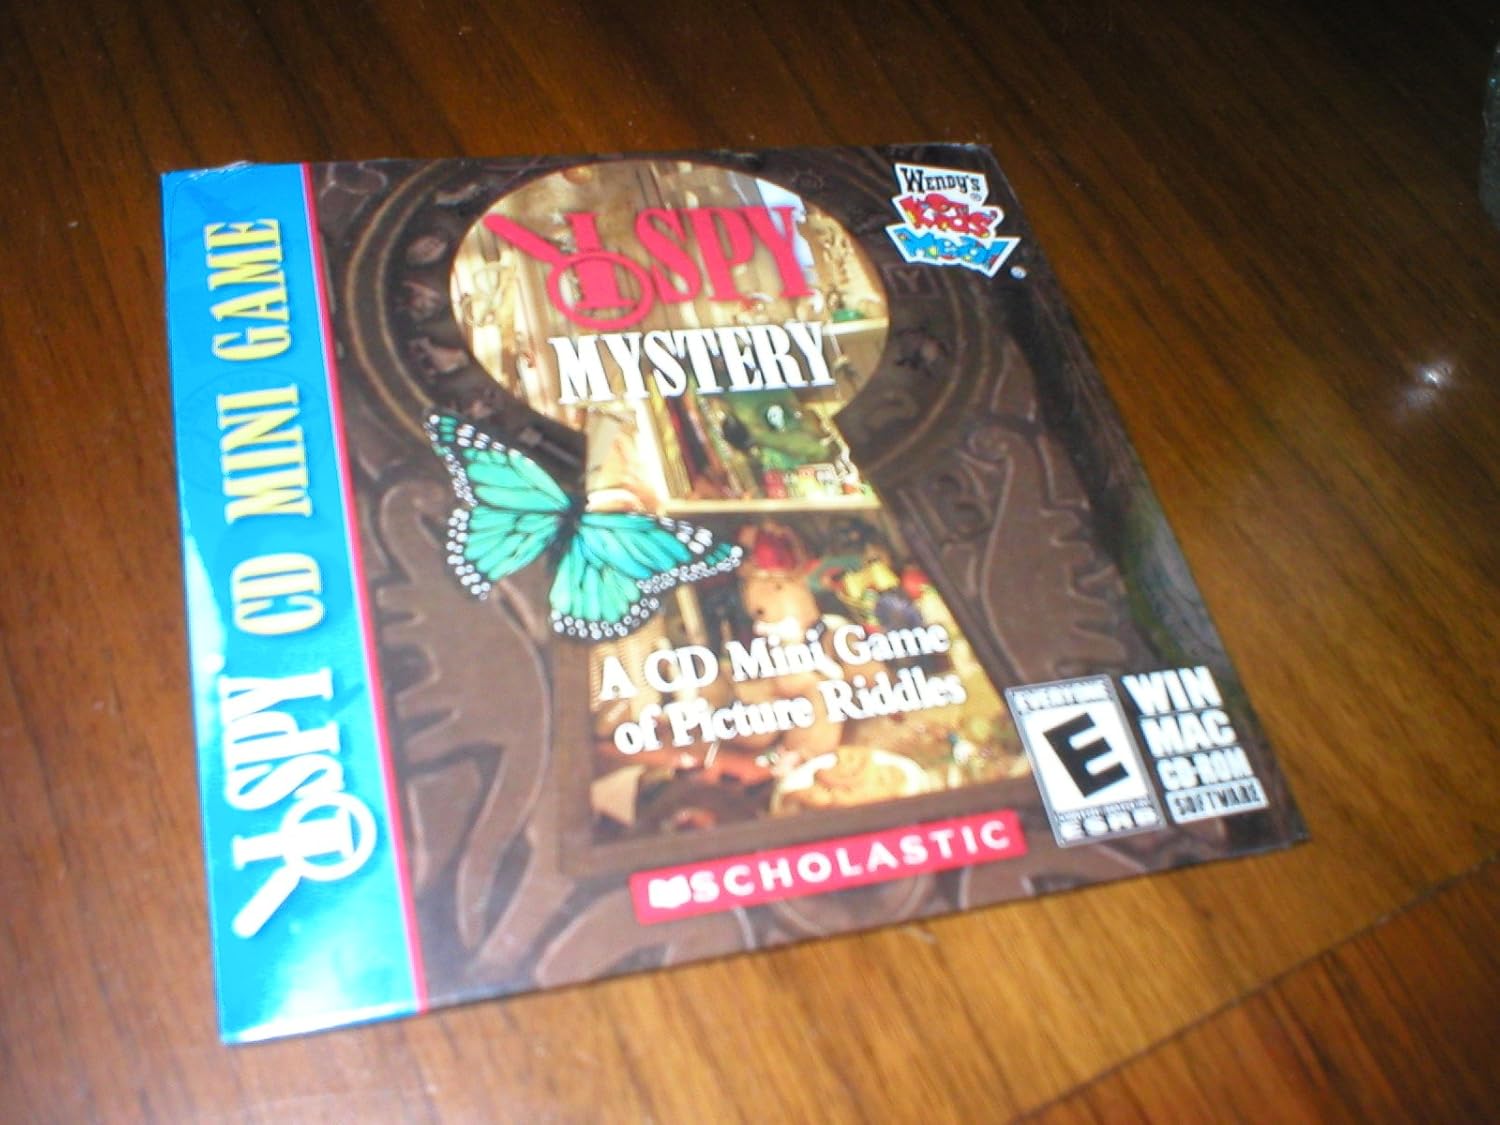 I SPY CD MINI GAME
I SPY
MYSTERY
WENDY'S
KIDS
MEAL
A CD Mini Game
of Picture Riddles
EVERYONE
E
ESRB
WIN
MAC
CD-ROM
SOFTWARE
SCHOLASTIC